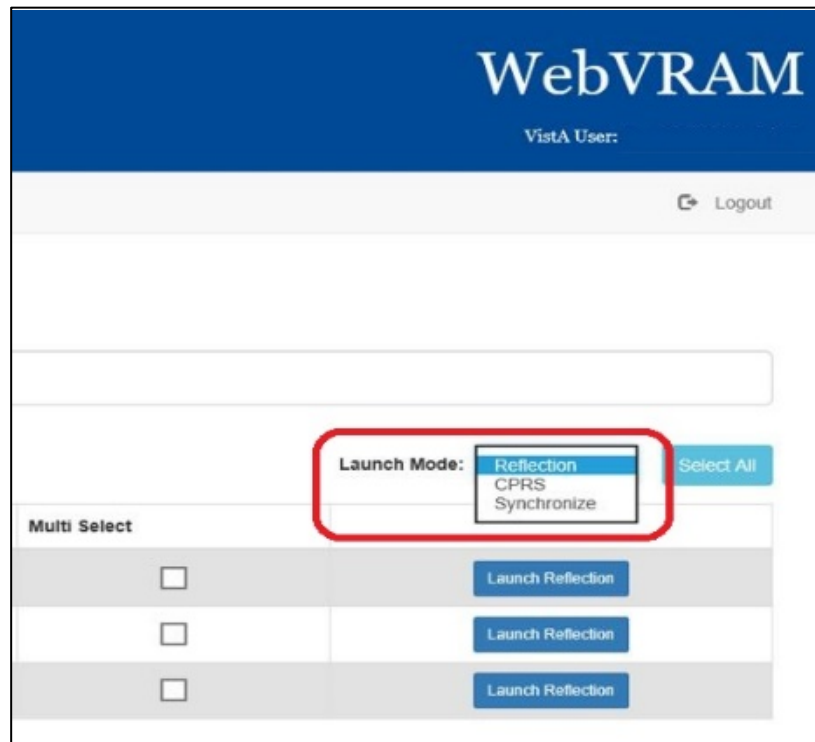 WebVRAM
VistA User:
Logout
Launch Mode:
Reflection
CPRS
Synchronize
Select All
Multi Select
Launch Reflection
Launch Reflection
Launch Reflection